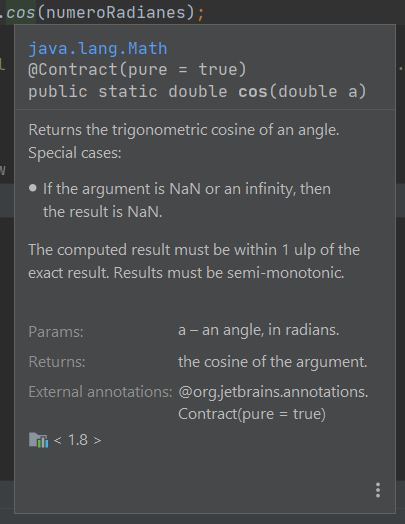 .cos(numeroRadianes);
java.lang.Math
@Contract(pure = true)
public static double cos(double a)
Returns the trigonometric cosine of an angle.
Special cases:
• If the argument is NaN or an infinity, then
the result is NaN.
The computed result must be within 1 ulp of the
exact result. Results must be semi-monotonic.
Params: a – an angle, in radians.
Returns: the cosine of the argument.
External annotations: @org.jetbrains.annotations.
Contract(pure = true)
< 1.8 >